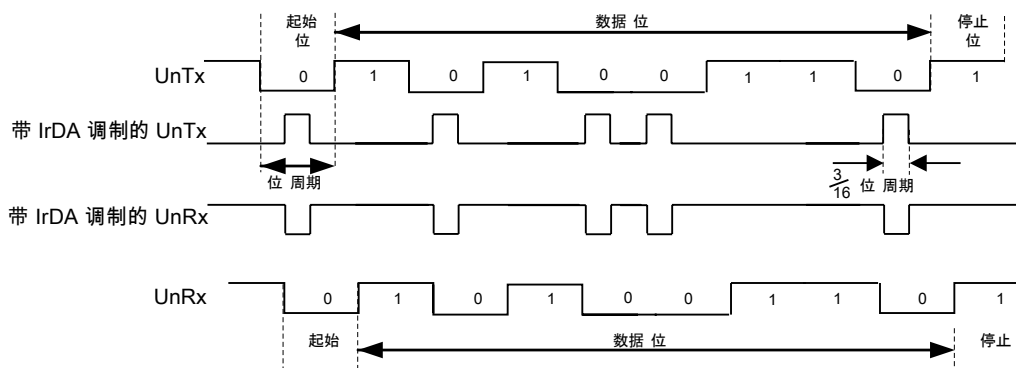 起始
位
数据 位
停止
位
UnTx
0 1 0 1 0 0 1 1 0 1
带 IrDA 调制的 UnTx
位 周期
3/16 位 周期
带 IrDA 调制的 UnRx
UnRx
0 1 0 1 0 0 1 1 0 1
起始
数据 位
停止